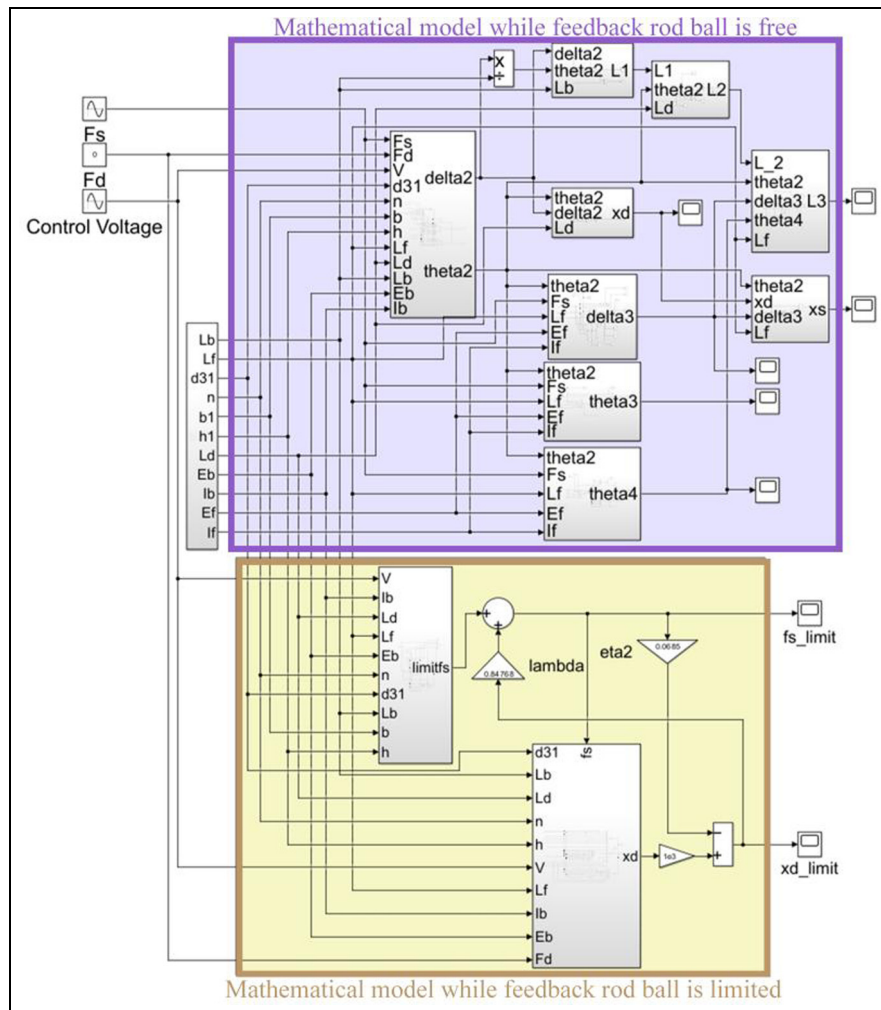 Mathematical model while feedback rod ball is free
Fs
Fd
Control Voltage
Lb
Lf
d31
n
b1
h1
Ld
Eb
Ib
Ef
If
Fs
Fd
V
d31
n
b
h
Lf
Ld
Lb
Eb
Ib
delta2
theta2
X
÷
delta2
theta2 L1
Lb
L1
theta2 L2
Ld
theta2
delta2 xd
Ld
L_2
theta2
delta3 L3
theta4
Lf
theta2
Fs
Lf delta3
Ef
If
theta2
xd
delta3 xs
Lf
theta2
Fs
Lf theta3
Ef
If
theta2
Fs
Lf theta4
Ef
If
V
Ib
Ld
Lf
Eb
n
d31
Lb
b
h
limitfs
+
+
0.84768
lambda
0.0685
eta2
fs_limit
d31
Lb
Ld
n
h
V
Lf
Ib
Eb
Fd
fs
xd
1e3
−
+
xd_limit
Mathematical model while feedback rod ball is limited